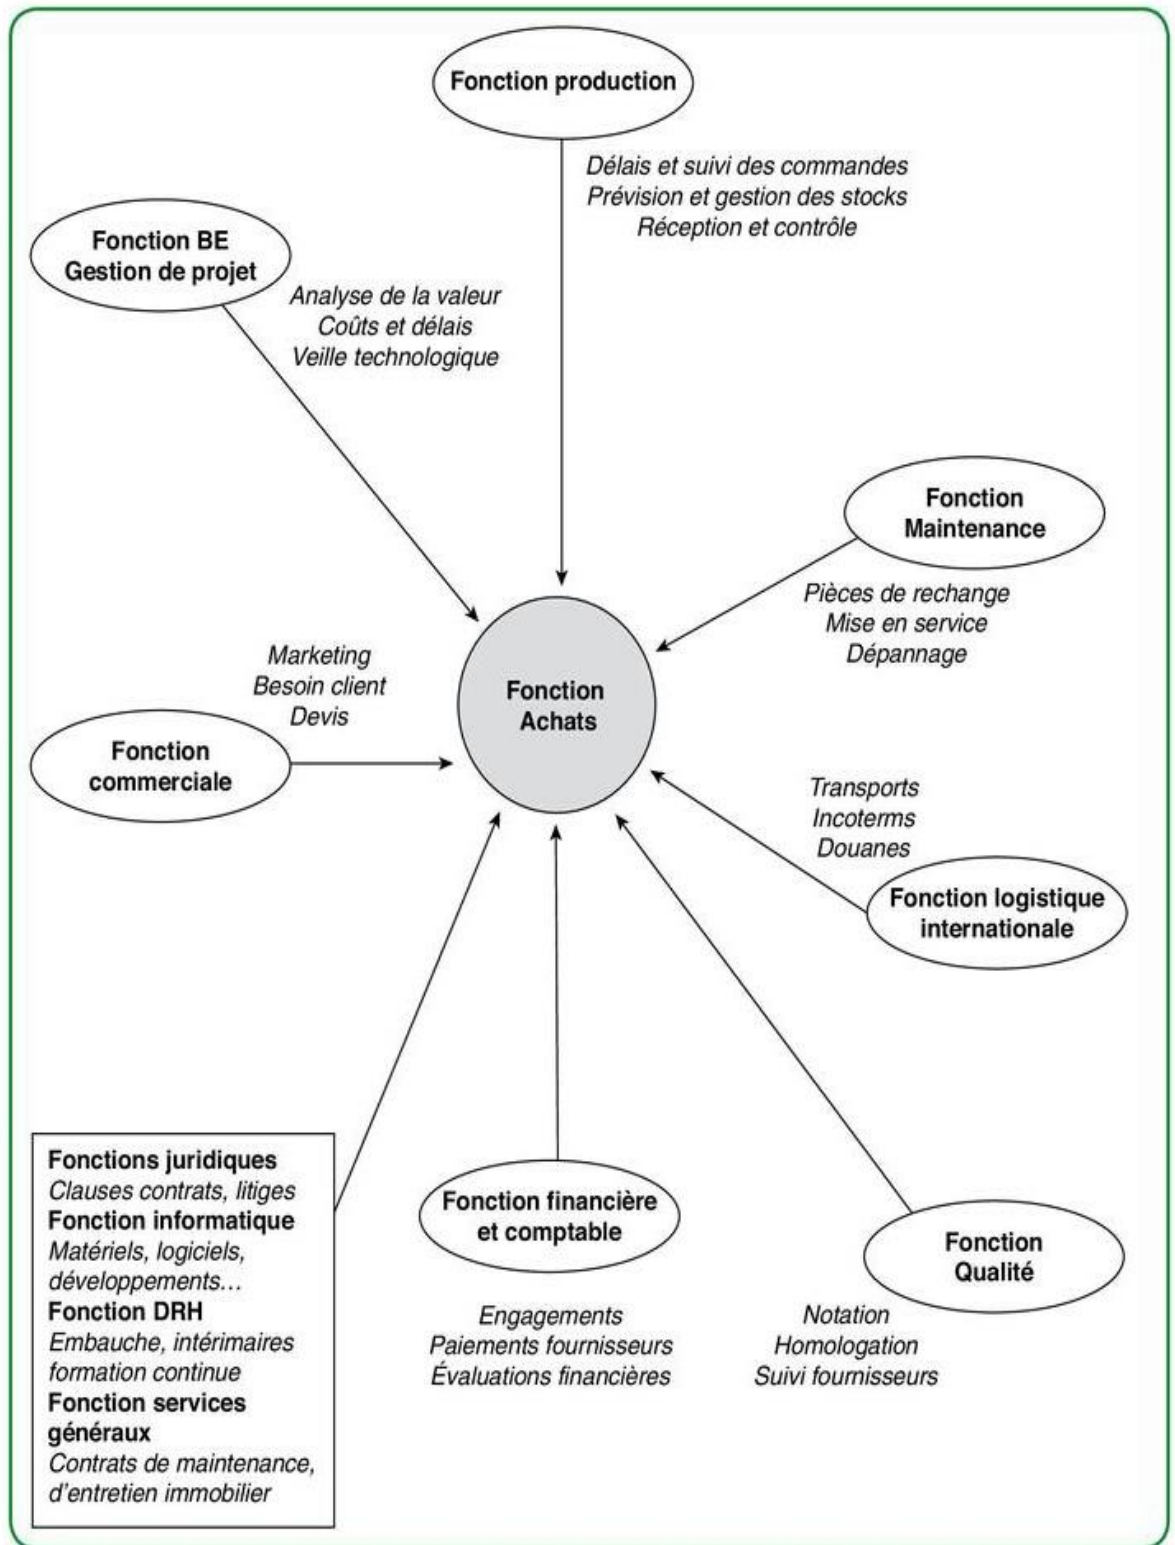 Fonction production
Délais et suivi des commandes
Prévision et gestion des stocks
Réception et contrôle
Fonction BE
Gestion de projet
Analyse de la valeur
Coûts et délais
Veille technologique
Fonction
Maintenance
Pièces de rechange
Mise en service
Dépannage
Marketing
Besoin client
Devis
Fonction
Achats
Fonction
commerciale
Transports
Incoterms
Douanes
Fonction logistique
internationale
Fonctions juridiques
Clauses contrats, litiges
Fonction informatique
Matériels, logiciels,
développements…
Fonction DRH
Embauche, intérimaires
formation continue
Fonction services
généraux
Contrats de maintenance,
d'entretien immobilier
Fonction financière
et comptable
Engagements
Paiements fournisseurs
Évaluations financières
Fonction
Qualité
Notation
Homologation
Suivi fournisseurs